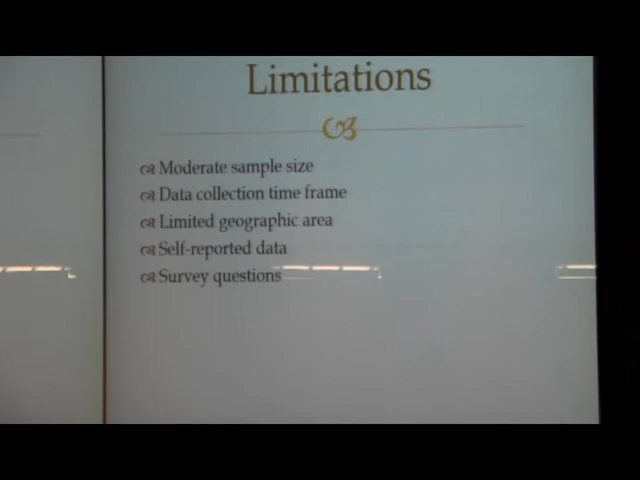 Limitations
Moderate sample size
Data collection time frame
Limited geographic area
Self-reported data
Survey questions